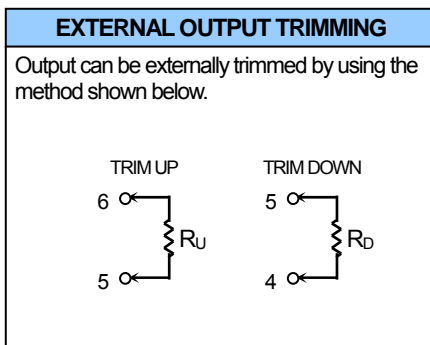 EXTERNAL OUTPUT TRIMMING
Output can be externally trimmed by using the
method shown below.
TRIM UP
TRIM DOWN
6
RU
5
5
RD
4